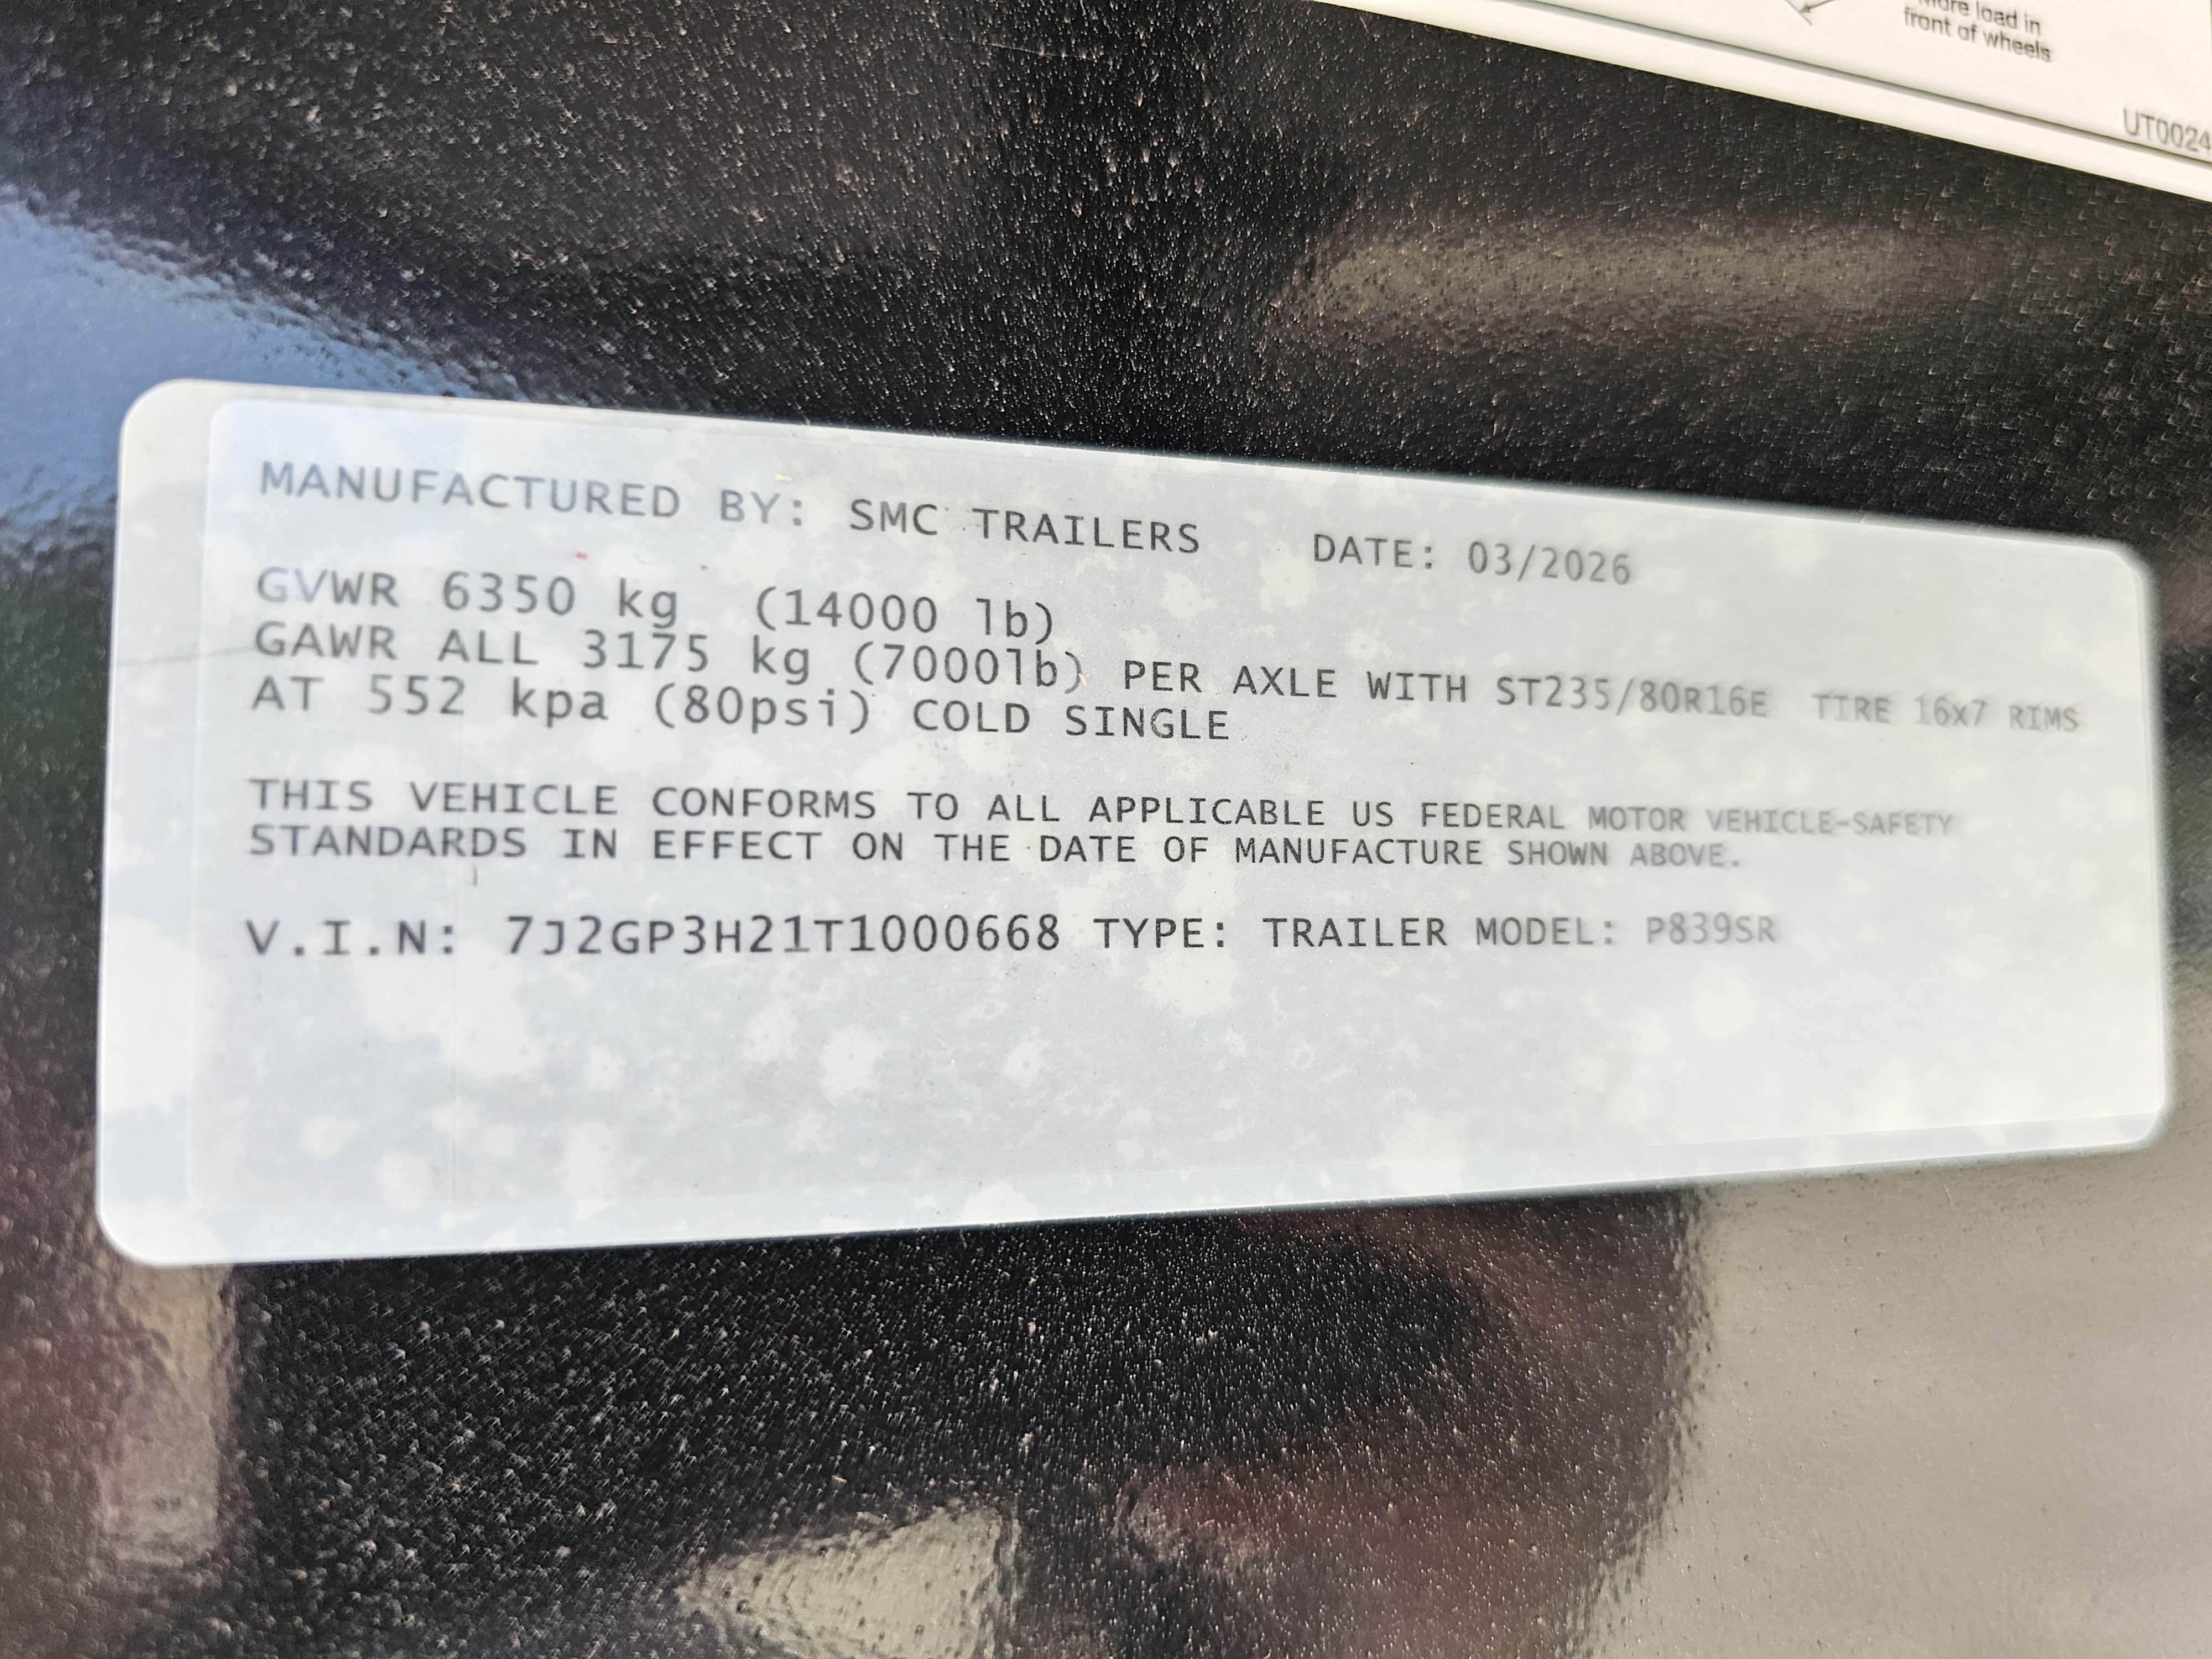 More load in
front of wheels
UT0024
MANUFACTURED BY: SMC TRAILERS DATE: 03/2026
GVWR 6350 kg (14000 lb)
GAWR ALL 3175 kg (7000lb) PER AXLE WITH ST235/80R16E TIRE 16x7 RIMS
AT 552 kpa (80psi) COLD SINGLE
THIS VEHICLE CONFORMS TO ALL APPLICABLE US FEDERAL MOTOR VEHICLE-SAFETY
STANDARDS IN EFFECT ON THE DATE OF MANUFACTURE SHOWN ABOVE.
V.I.N: 7J2GP3H21T1000668 TYPE: TRAILER MODEL: P839SR